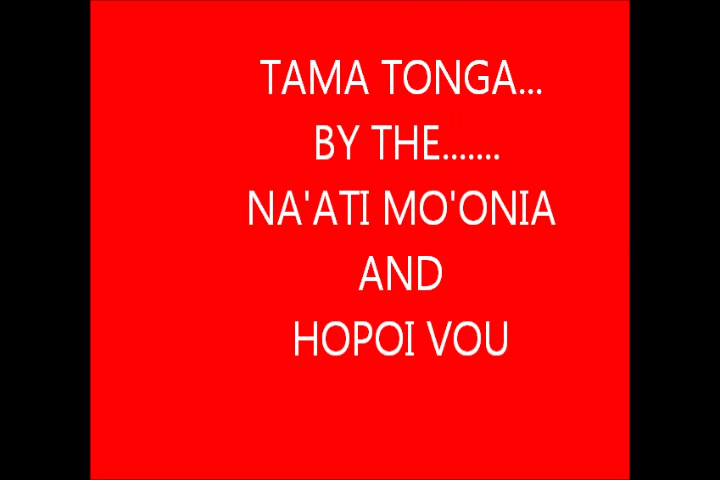 TAMA TONGA...
BY THE.......
NA'ATI MO'ONIA
AND
HOPOI VOU